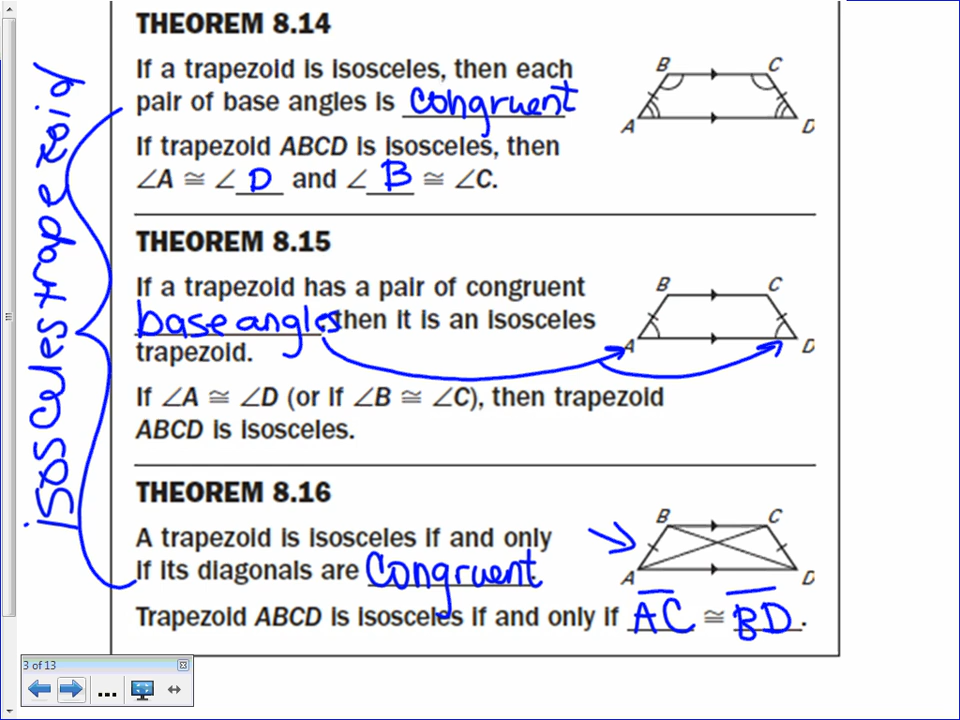 isosceles trapezoid
THEOREM 8.14
If a trapezoid is isosceles, then each
pair of base angles is congruent
If trapezoid ABCD is isosceles, then
∠A ≅ ∠ D and ∠ B ≅ ∠C.
B C
A D
THEOREM 8.15
If a trapezoid has a pair of congruent
base angles, then it is an isosceles
trapezoid.
If ∠A ≅ ∠D (or if ∠B ≅ ∠C), then trapezoid
ABCD is isosceles.
B C
A D
THEOREM 8.16
A trapezoid is isosceles if and only
if its diagonals are congruent
Trapezoid ABCD is isosceles if and only if AC ≅ BD.
B C
A D
3 of 13